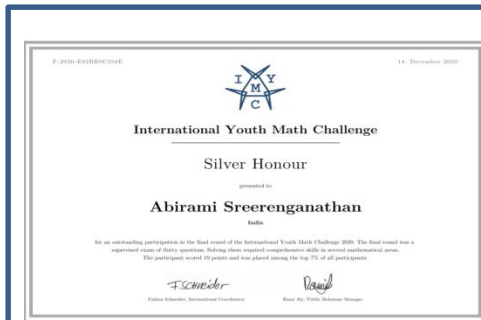 14. December 2020
I Y
M
C
International Youth Math Challenge
Silver Honour
presented to
Abirami Sreerenganathan
India
for an outstanding participation in the final round of the International Youth Math Challenge 2020. The final round was a
supervised exam of thirty questions. Solving them required comprehensive skills in several mathematical areas.
The participant scored 19 points and was placed among the top 7% of all participants.
F. Schneider
Fabian Schneider, International Coordinator
Public Relations Manager